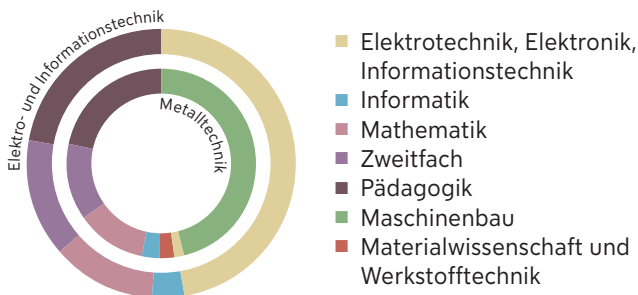 Elektro- und Informationstechnik
Metalltechnik
Elektrotechnik, Elektronik,
Informationstechnik
Informatik
Mathematik
Zweitfach
Pädagogik
Maschinenbau
Materialwissenschaft und
Werkstofftechnik